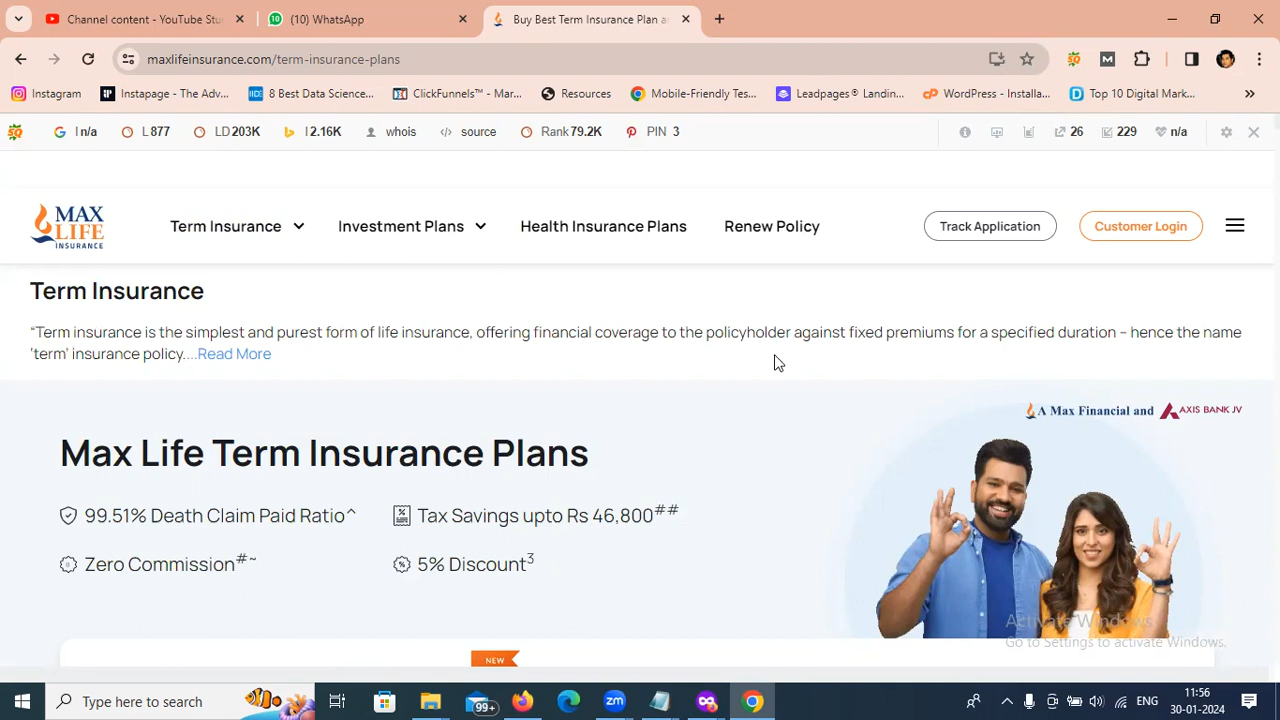 Channel content - YouTube Stu
(10) WhatsApp
Buy Best Term Insurance Plan a
maxlifeinsurance.com/term-insurance-plans
Instagram
Instapage - The Adv...
8 Best Data Science...
ClickFunnels™ - Mar...
Resources
Mobile-Friendly Tes...
Leadpages® Landin...
WordPress - Installa...
Top 10 Digital Mark...
I n/a
L 877
LD 203K
I 2.16K
whois
source
Rank 79.2K
PIN 3
26
229
n/a
MAX LIFE INSURANCE
Term Insurance
Investment Plans
Health Insurance Plans
Renew Policy
Track Application
Customer Login
Term Insurance
“Term insurance is the simplest and purest form of life insurance, offering financial coverage to the policyholder against fixed premiums for a specified duration – hence the name
'term' insurance policy....Read More
A Max Financial and AXIS BANK JV
Max Life Term Insurance Plans
99.51% Death Claim Paid Ratio^
Tax Savings upto Rs 46,800##
Zero Commission#~
5% Discount3
Activate Windows
Go to Settings to activate Windows.
NEW
Type here to search
99+
zm
ENG
11:56
30-01-2024